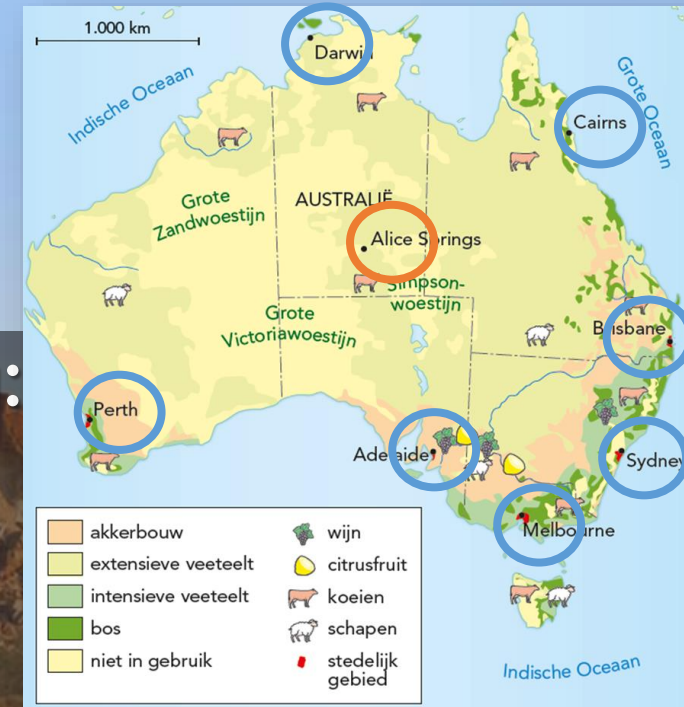 1.000 km
Darwin
Indische Oceaan
Grote Oceaan
Cairns
Grote
Zandwoestijn
AUSTRALIË
Alice Springs
Simpson-
woestijn
Grote
Victoriawoestijn
Brisbane
Perth
Adelaide
Sydney
Melbourne
akkerbouw
extensieve veeteelt
intensieve veeteelt
bos
niet in gebruik
wijn
citrusfruit
koeien
schapen
stedelijk
gebied
Indische Oceaan